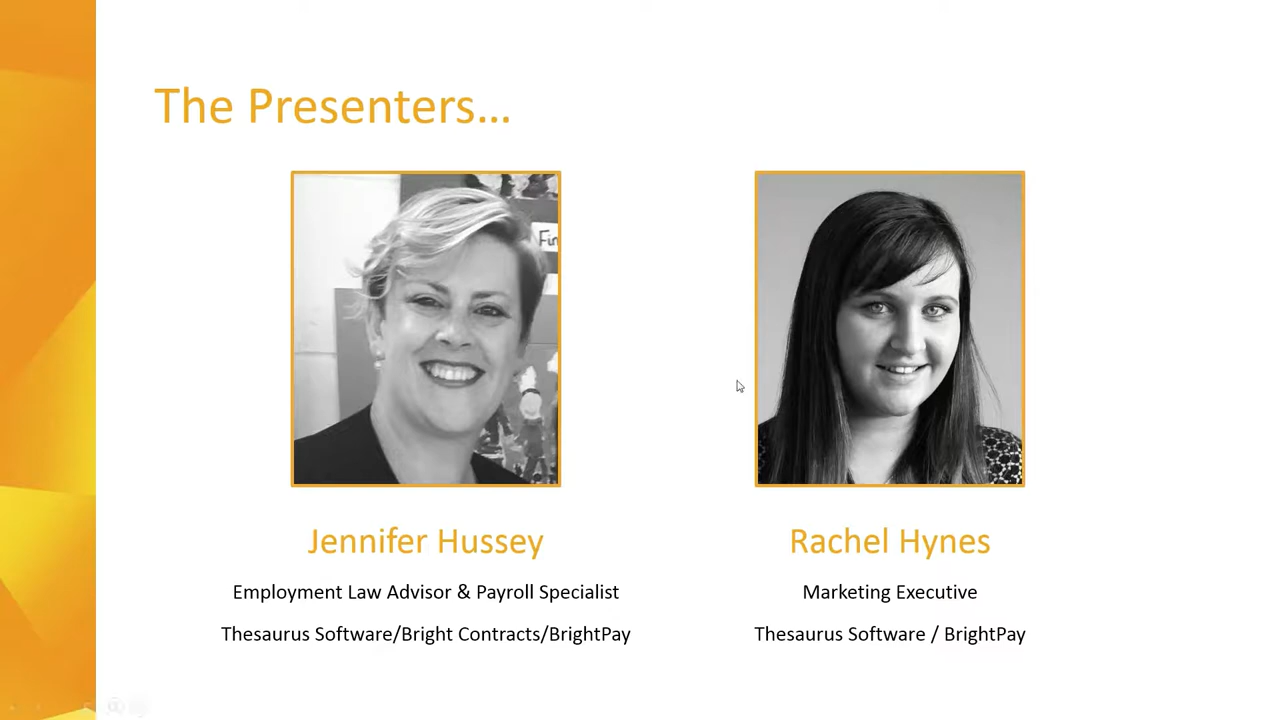 The Presenters...
Fin
Jennifer Hussey
Employment Law Advisor & Payroll Specialist
Thesaurus Software/Bright Contracts/BrightPay
Rachel Hynes
Marketing Executive
Thesaurus Software / BrightPay